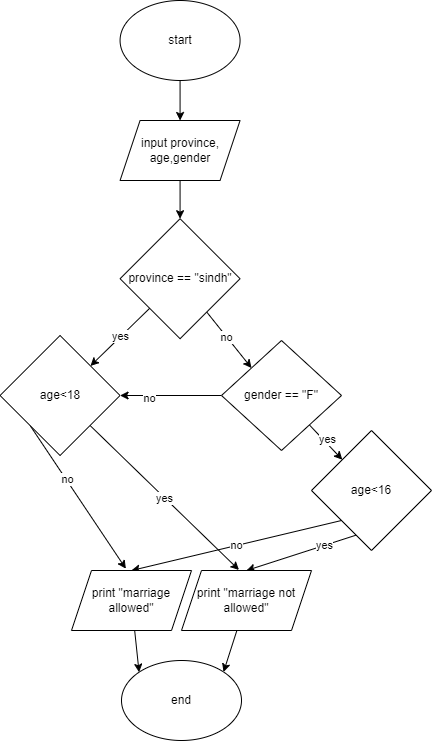 start
input province,
age,gender
province == "sindh"
yes
no
age<18
no
gender == "F"
yes
no
yes
age<16
no
yes
print "marriage
allowed"
print "marriage not
allowed"
end